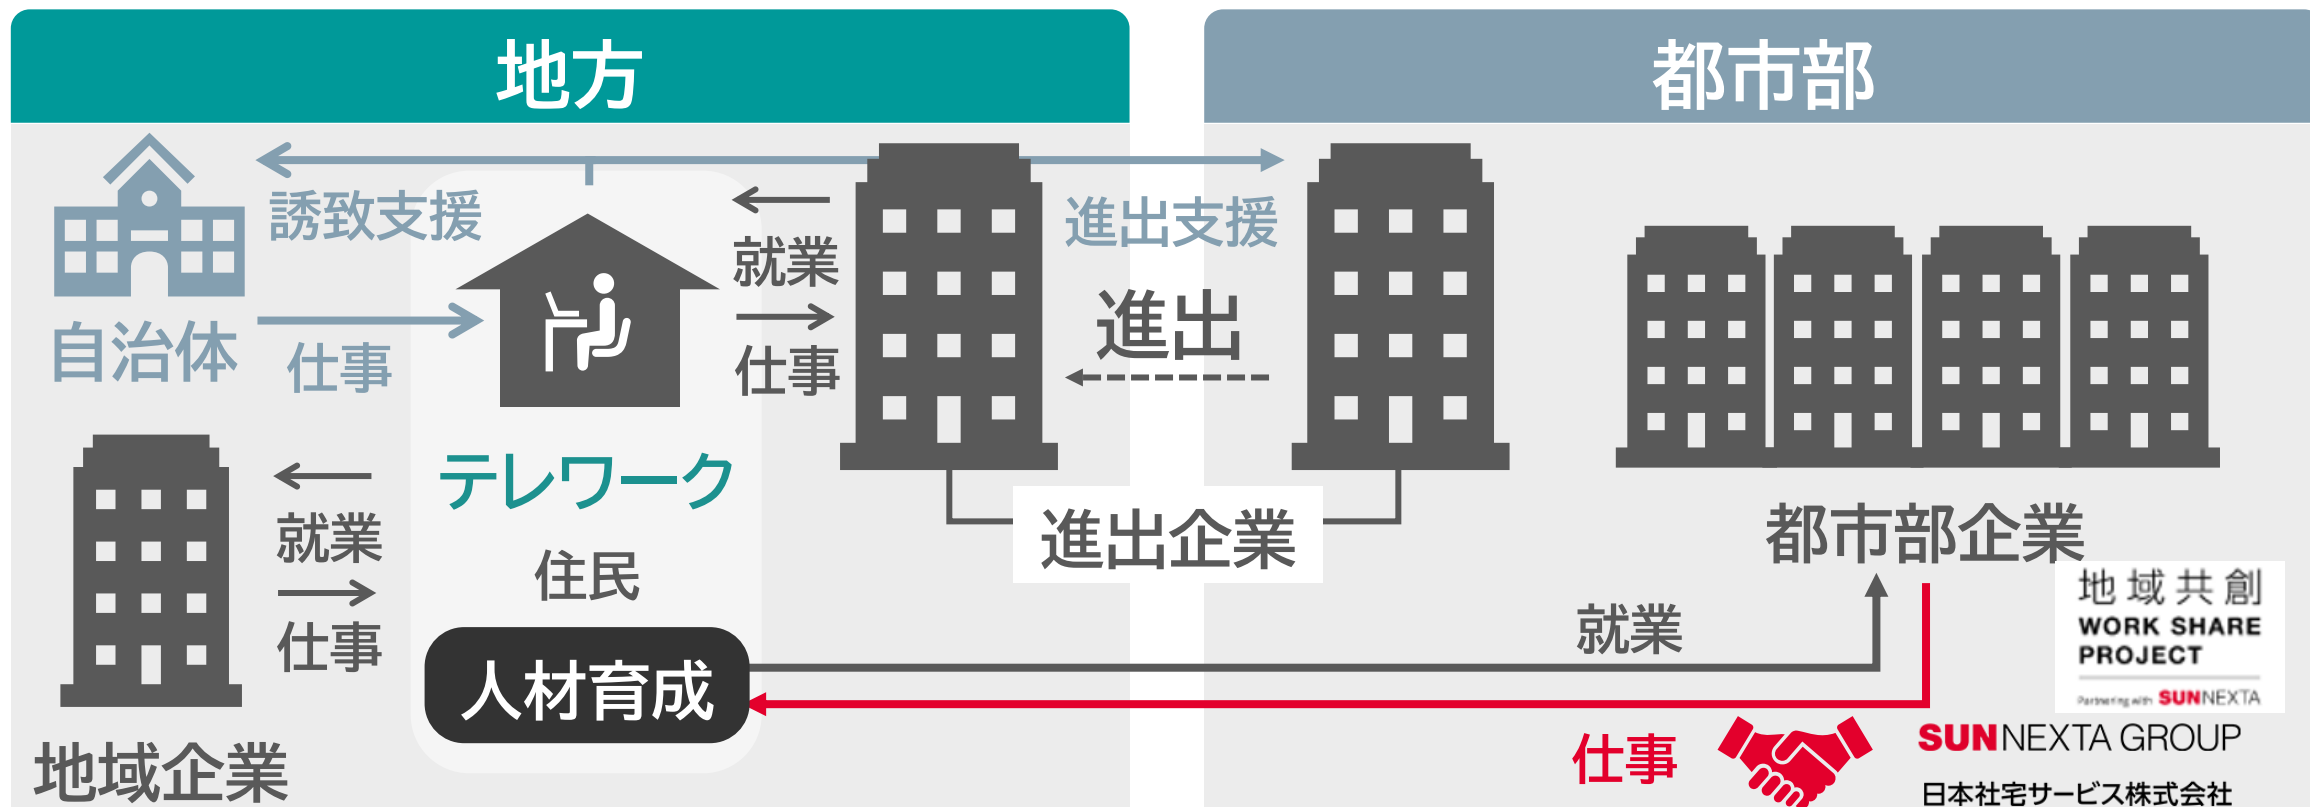 地方
都市部
誘致支援
進出支援
自治体
仕事
就業
仕事
進出
テレワーク
住民
人材育成
就業
仕事
地域企業
進出企業
都市部企業
就業
仕事
地域共創
WORK SHARE
PROJECT
Partnering with SUNNEXTA
SUNNEXTA GROUP
日本社宅サービス株式会社